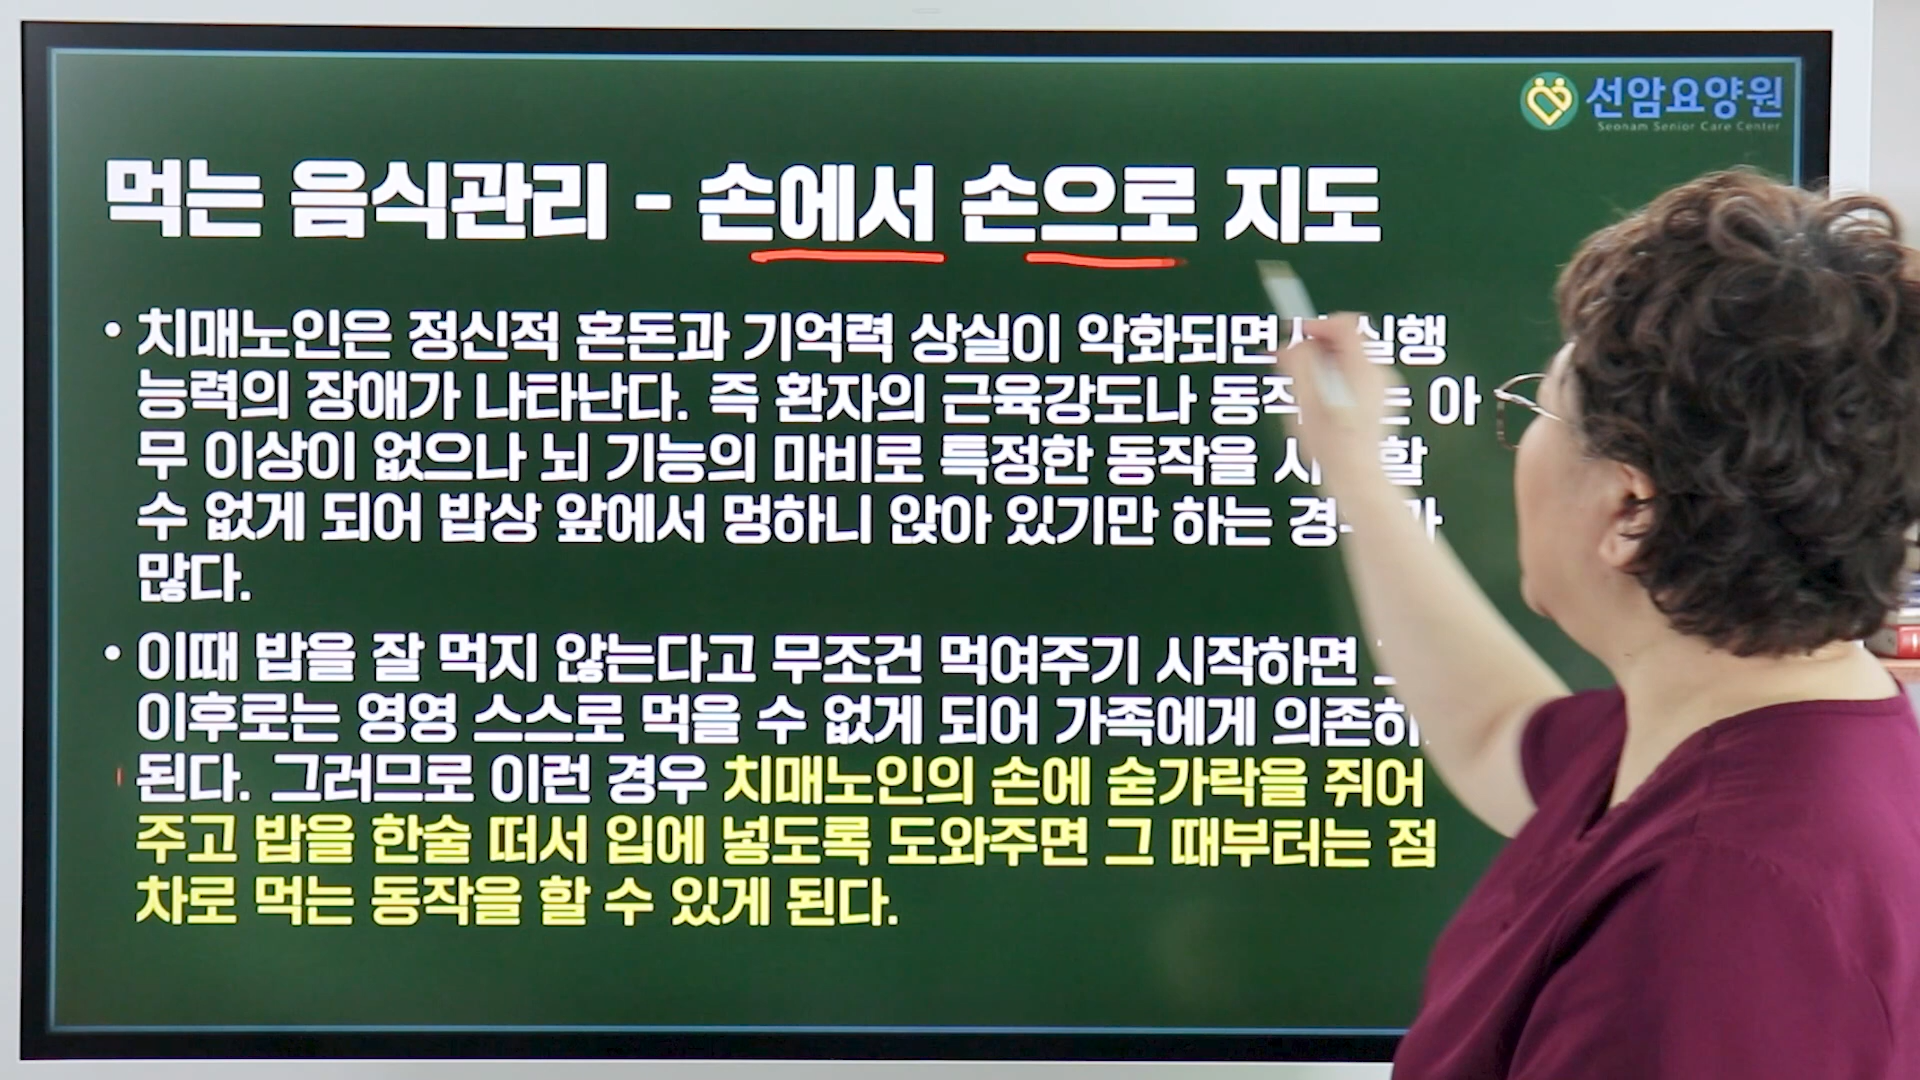 선암요양원
Seonam Senior Care Center
먹는 음식관리 - 손에서 손으로 지도
• 치매노인은 정신적 혼돈과 기억력 상실이 악화되면서 실행
능력의 장애가 나타난다. 즉 환자의 근육강도나 아
무 이상이 없으나 뇌 기능의 마비로 특정한 동작을
수 없게 되어 밥상 앞에서 멍하니 앉아 있기만 하는
많다.
• 이때 밥을 잘 먹지 않는다고 무조건 먹여주기 시작하면
이후로는 영영 스스로 먹을 수 없게 되어 가족에게
된다. 그러므로 이런 경우 치매노인의 손에 숟가락을 쥐어
주고 밥을 한술 떠서 입에 넣도록 도와주면 그 때부터는 점
차로 먹는 동작을 할 수 있게 된다.